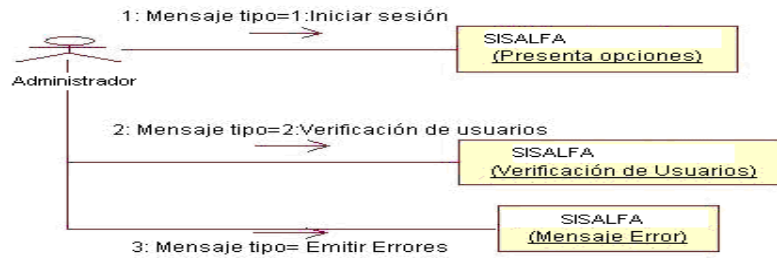 1: Mensaje tipo=1:Iniciar sesión
SISALFA
(Presenta opciones)
Administrador
2: Mensaje tipo=2:Verificación de usuarios
SISALFA
(Verificación de Usuarios)
SISALFA
(Mensaje Error)
3: Mensaje tipo= Emitir Errores